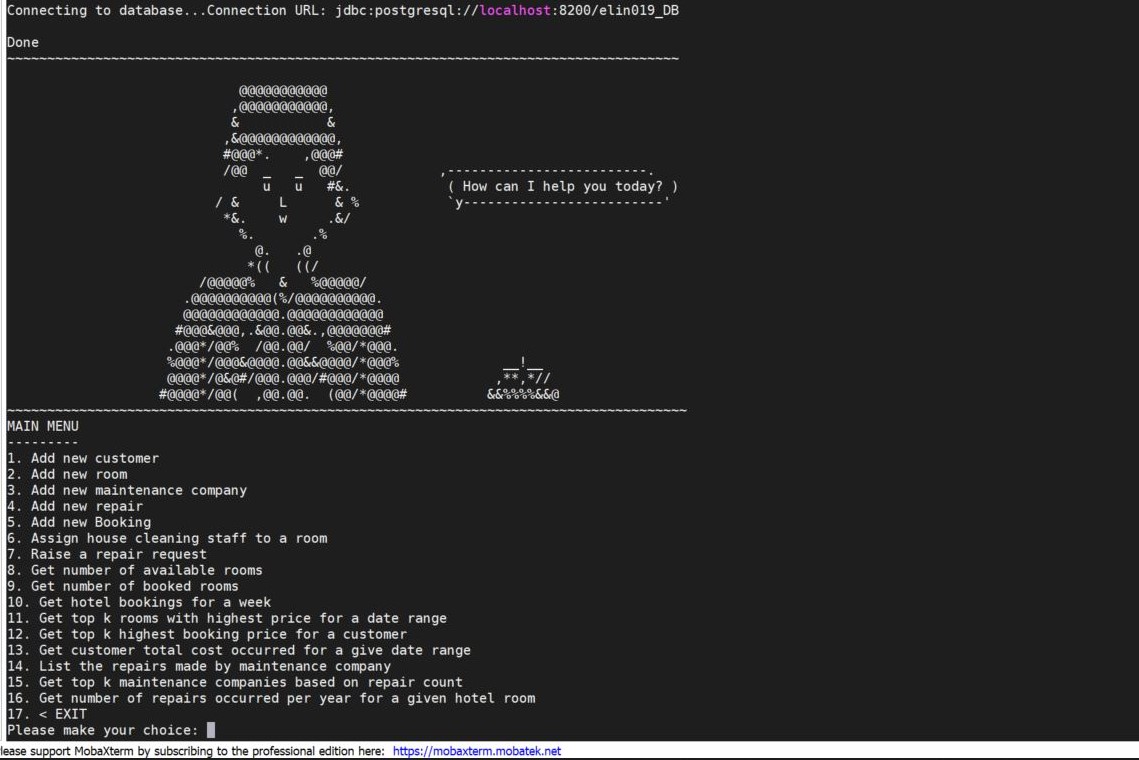 Connecting to database...Connection URL: jdbc:postgresql://localhost:8200/elin019_DB
Done
~~~~~~~~~~~~~~~~~~~~~~~~~~~~~~~~~~~~~~~~~~~~~~~~~~~~~~~~~~~~~~~~~~~~~~~~~~~~~~~~~~~~
                             @@@@@@@@@@@
                            ,@@@@@@@@@@@,
                            &           &
                           ,&@@@@@@@@@@@@,
                           #@@@*.    ,@@@#
                           /@@  _   _  @@/            ,-------------------------.
                                u   u   #&.            ( How can I help you today? )
                          / &     L      & %           `y-------------------------'
                           *&.    w     .&/
                             %.       .%
                               @.   .@
                              *((   ((/
                        /@@@@@%   &   %@@@@@/
                      .@@@@@@@@@@(%/@@@@@@@@@@.
                      @@@@@@@@@@@@.@@@@@@@@@@@@
                     #@@@&@@@,.&@@.@@&.,@@@@@@@#
                    .@@@*/@@%  /@@.@@/  %@@/*@@@.
                    %@@@*/@@@&@@@@.@@&&@@@@/*@@@%             __!__
                    @@@@*/@&@#/@@@.@@@/#@@@/*@@@@            ,**,*//
                   #@@@@*/@@(  ,@@.@@.  (@@/*@@@@#          &&%%%%&&@
~~~~~~~~~~~~~~~~~~~~~~~~~~~~~~~~~~~~~~~~~~~~~~~~~~~~~~~~~~~~~~~~~~~~~~~~~~~~~~~~~~~~~
MAIN MENU
---------
1. Add new customer
2. Add new room
3. Add new maintenance company
4. Add new repair
5. Add new Booking
6. Assign house cleaning staff to a room
7. Raise a repair request
8. Get number of available rooms
9. Get number of booked rooms
10. Get hotel bookings for a week
11. Get top k rooms with highest price for a date range
12. Get top k highest booking price for a customer
13. Get customer total cost occurred for a give date range
14. List the repairs made by maintenance company
15. Get top k maintenance companies based on repair count
16. Get number of repairs occurred per year for a given hotel room
17. < EXIT
Please make your choice:
lease support MobaXterm by subscribing to the professional edition here: https://mobaxterm.mobatek.net